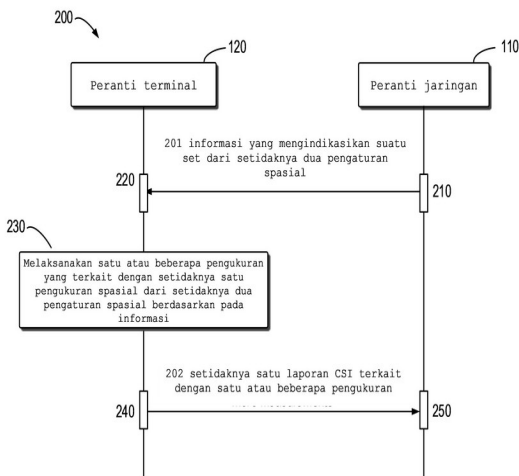 200
120
110
Peranti terminal
Peranti jaringan
201 informasi yang mengindikasikan suatu
set dari setidaknya dua pengaturan
spasial
220
210
230
Melaksanakan satu atau beberapa pengukuran
yang terkait dengan setidaknya satu
pengukuran spasial dari setidaknya dua
pengaturan spasial berdasarkan pada
informasi
202 setidaknya satu laporan CSI terkait
dengan satu atau beberapa pengukuran
240
250